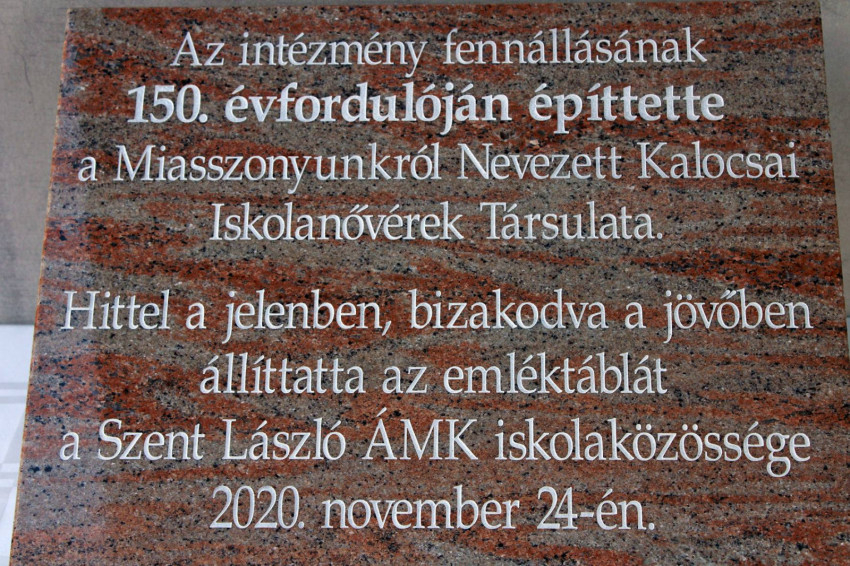 Az intézmény fennállásának
150. évfordulóján építtette
a Miasszonyunkról Nevezett Kalocsai
Iskolanővérek Társulata.
Hittel a jelenben, bizakodva a jövőben
állíttatta az emléktáblát
a Szent László ÁMK iskolaközössége
2020. november 24-én.